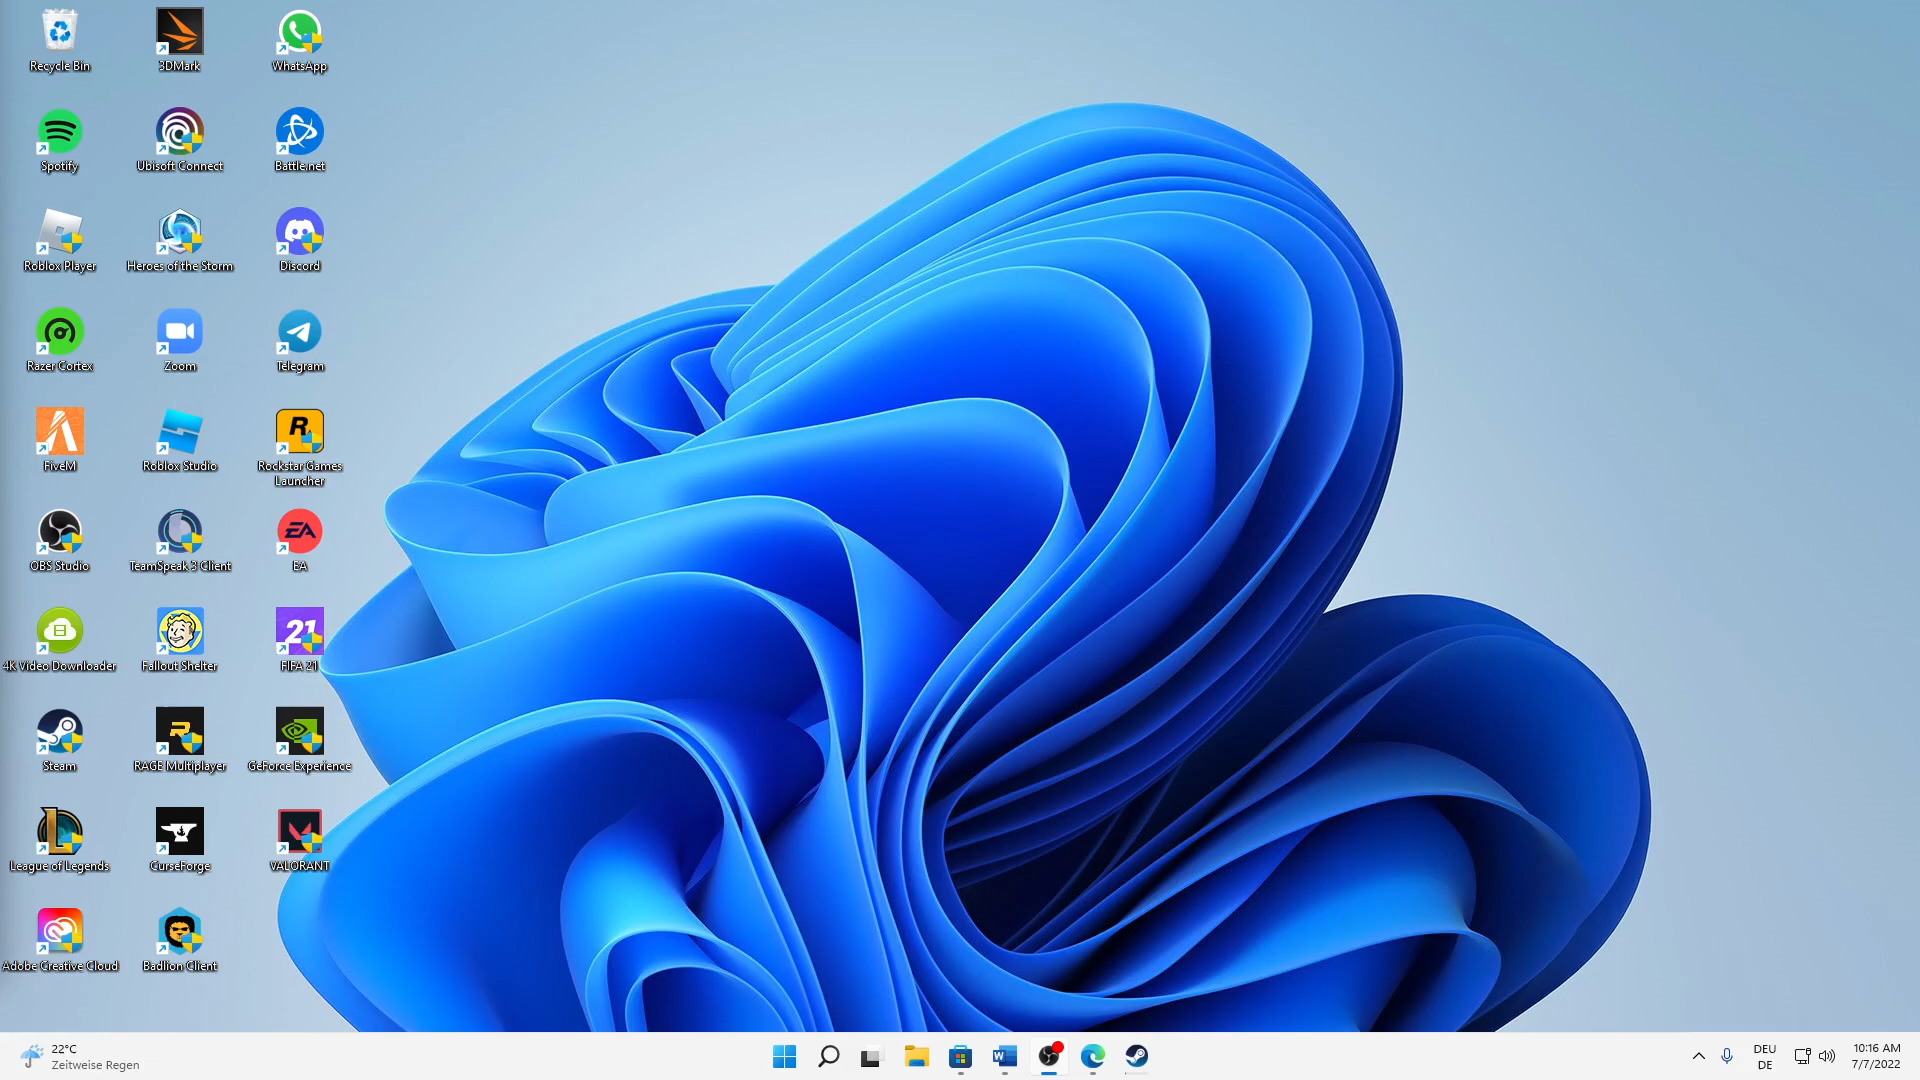 Recycle Bin
3DMark
WhatsApp
Spotify
Ubisoft Connect
Battle.net
Roblox Player
Heroes of the Storm
Discord
Razer Cortex
Zoom
Telegram
FiveM
Roblox Studio
R
Rockstar Games
Launcher
OBS Studio
TeamSpeak 3 Client
EA
EA
4K Video Downloader
Fallout Shelter
21
FIFA 21
Steam
RAGE Multiplayer
GeForce Experience
League of Legends
CurseForge
VALORANT
Adobe Creative Cloud
Badlion Client
22°C
Zeitweise Regen
W
DEU
DE
10:16 AM
7/7/2022